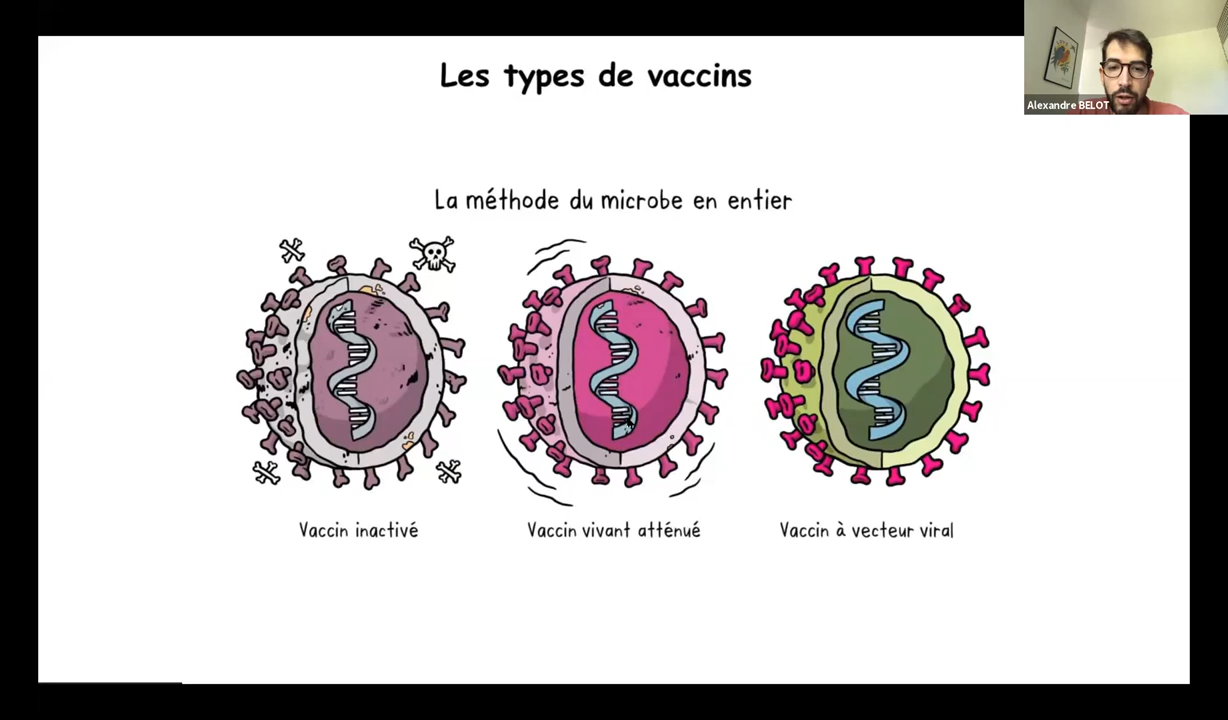 Les types de vaccins
Alexandre BELOT
La méthode du microbe en entier
Vaccin inactivé
Vaccin vivant atténué
Vaccin à vecteur viral